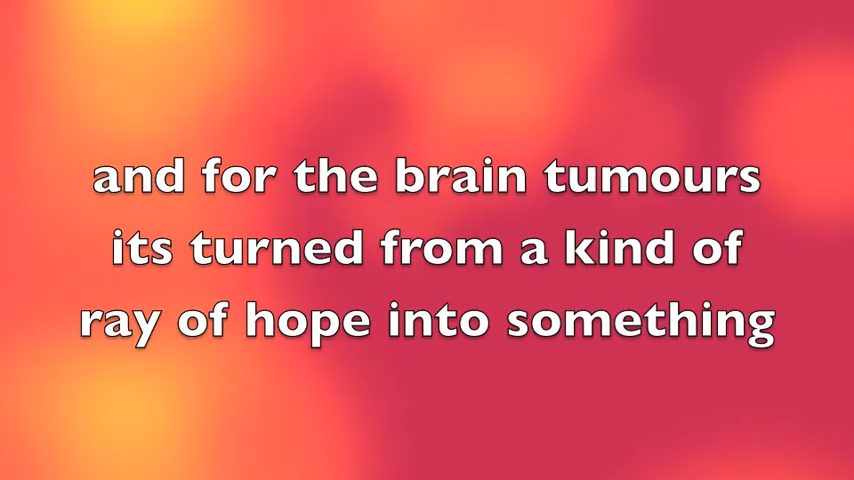 and for the brain tumours
its turned from a kind of
ray of hope into something